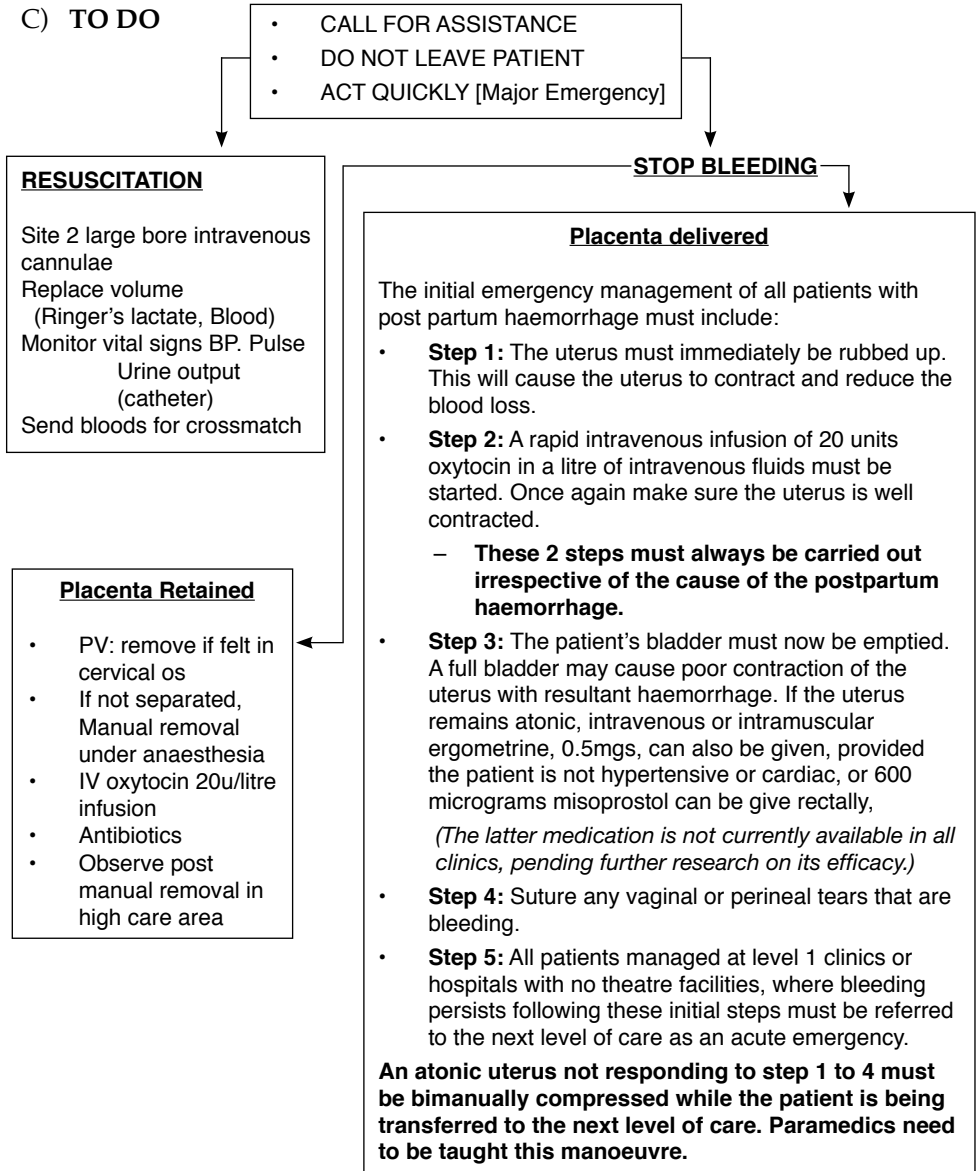 C) TO DO
• CALL FOR ASSISTANCE
• DO NOT LEAVE PATIENT
• ACT QUICKLY [Major Emergency]
RESUSCITATION
Site 2 large bore intravenous
cannulae
Replace volume
(Ringer's lactate, Blood)
Monitor vital signs BP. Pulse
Urine output
(catheter)
Send bloods for crossmatch
STOP BLEEDING
Placenta Retained
• PV: remove if felt in
cervical os
• If not separated,
Manual removal
under anaesthesia
• IV oxytocin 20u/litre
infusion
• Antibiotics
• Observe post
manual removal in
high care area
Placenta delivered
The initial emergency management of all patients with
post partum haemorrhage must include:
• Step 1: The uterus must immediately be rubbed up.
This will cause the uterus to contract and reduce the
blood loss.
• Step 2: A rapid intravenous infusion of 20 units
oxytocin in a litre of intravenous fluids must be
started. Once again make sure the uterus is well
contracted.
– These 2 steps must always be carried out
irrespective of the cause of the postpartum
haemorrhage.
• Step 3: The patient's bladder must now be emptied.
A full bladder may cause poor contraction of the
uterus with resultant haemorrhage. If the uterus
remains atonic, intravenous or intramuscular
ergometrine, 0.5mgs, can also be given, provided
the patient is not hypertensive or cardiac, or 600
micrograms misoprostol can be give rectally,
(The latter medication is not currently available in all
clinics, pending further research on its efficacy.)
• Step 4: Suture any vaginal or perineal tears that are
bleeding.
• Step 5: All patients managed at level 1 clinics or
hospitals with no theatre facilities, where bleeding
persists following these initial steps must be referred
to the next level of care as an acute emergency.
An atonic uterus not responding to step 1 to 4 must
be bimanually compressed while the patient is being
transferred to the next level of care. Paramedics need
to be taught this manoeuvre.